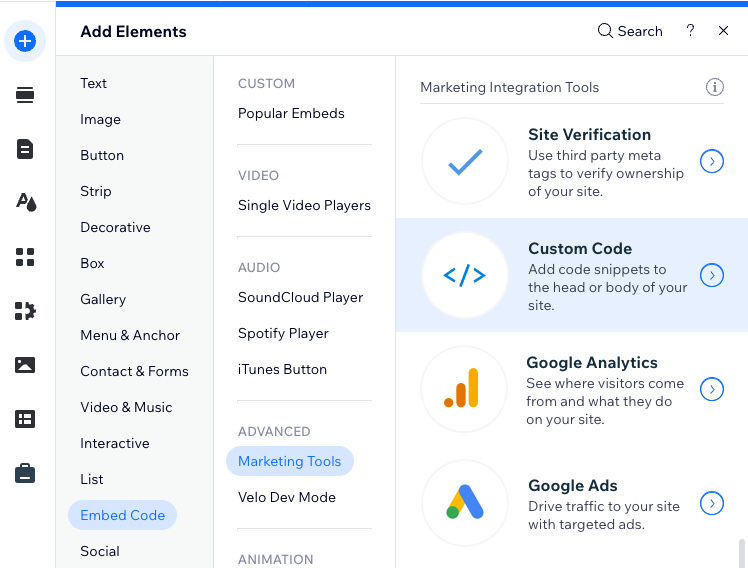 Add Elements
Search
?
Text
Image
Button
Strip
Decorative
Box
Gallery
Menu & Anchor
Contact & Forms
Video & Music
Interactive
List
Embed Code
Social
CUSTOM
Popular Embeds
VIDEO
Single Video Players
AUDIO
SoundCloud Player
Spotify Player
iTunes Button
ADVANCED
Marketing Tools
Velo Dev Mode
ANIMATION
Marketing Integration Tools
Site Verification
Use third party meta
tags to verify ownership
of your site.
Custom Code
Add code snippets to
the head or body of your
site.
Google Analytics
See where visitors come
from and what they do
on your site.
Google Ads
Drive traffic to your site
with targeted ads.